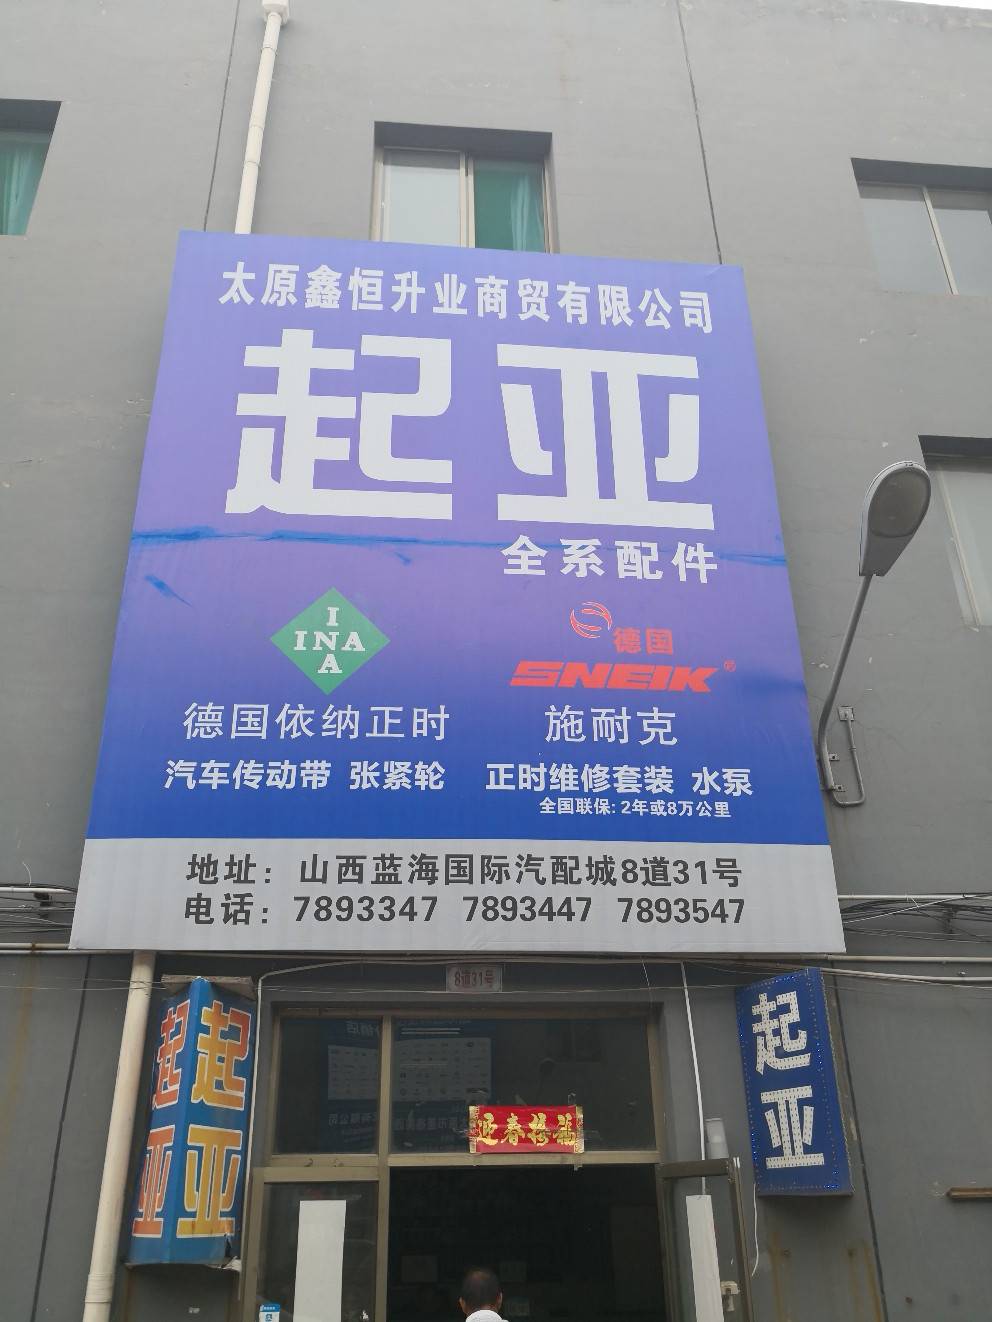 太原鑫恒升业商贸有限公司
起亚
全系配件
INA
INA
德国
SNEIK®
德国依纳正时
施耐克
汽车传动带 张紧轮
正时维修套装 水泵
全国联保:2年或8万公里
地址：山西蓝海国际汽配城8道31号
电话：7893347 7893447 7893547
8道31号
起亚
起亚
起亚
迎春接福